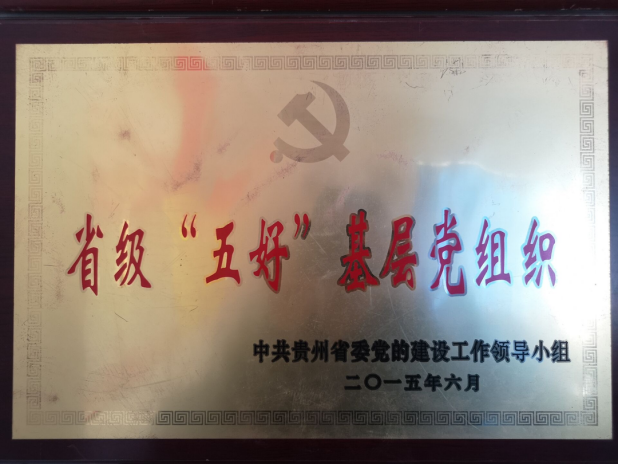 省级“五好”基层党组织
中共贵州省委党的建设工作领导小组
二〇一五年六月